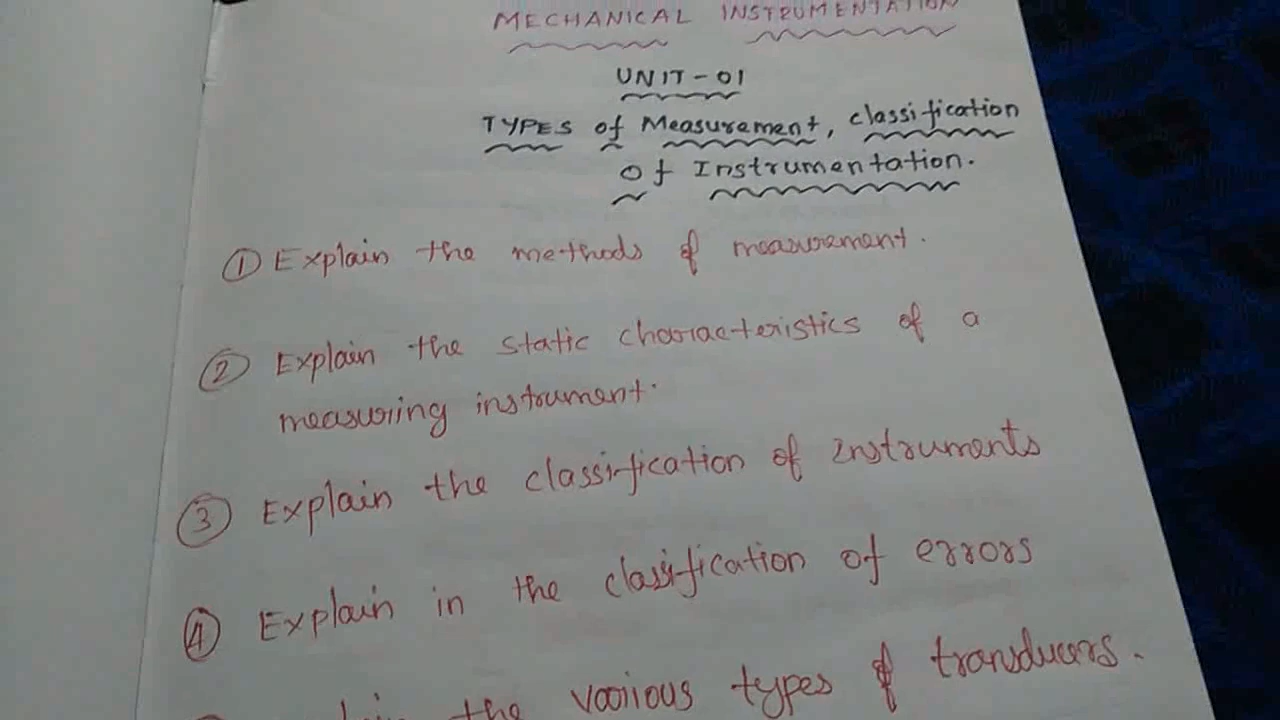 MECHANICAL INSTRUMENTATION
UNIT-01
TYPES of Measurement, classification
of Instrumentation.
① Explain the methods of measurement.
② Explain the static characteristics of a
measuring instrument.
③ Explain the classification of Instruments
④ Explain in the classification of errors
the various types of transducers.